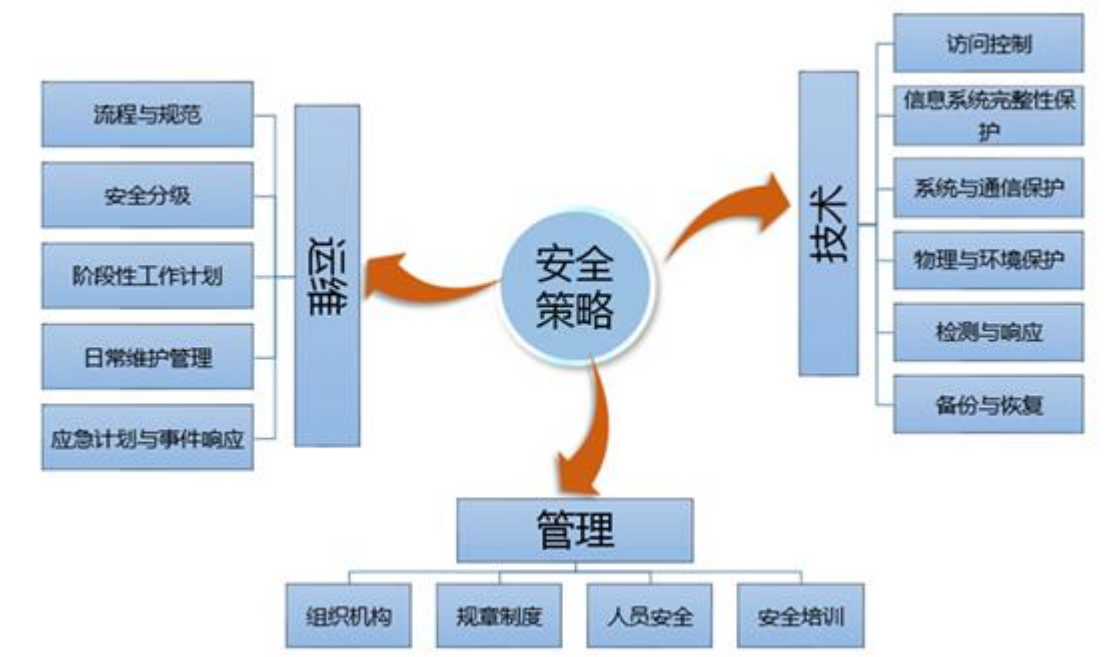 安全
策略
运维
流程与规范
安全分级
阶段性工作计划
日常维护管理
应急计划与事件响应
技术
访问控制
信息系统完整性保
护
系统与通信保护
物理与环境保护
检测与响应
备份与恢复
管理
组织机构
规章制度
人员安全
安全培训